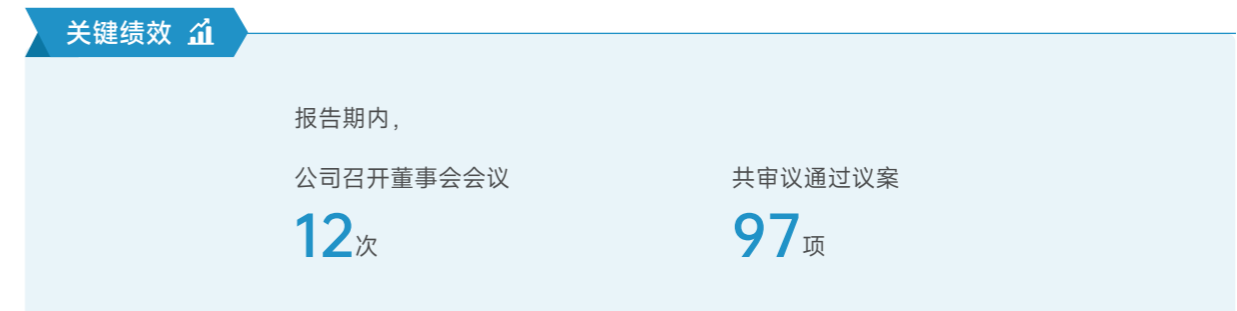 关键绩效
报告期内，
公司召开董事会会议
共审议通过议案
12次
97项